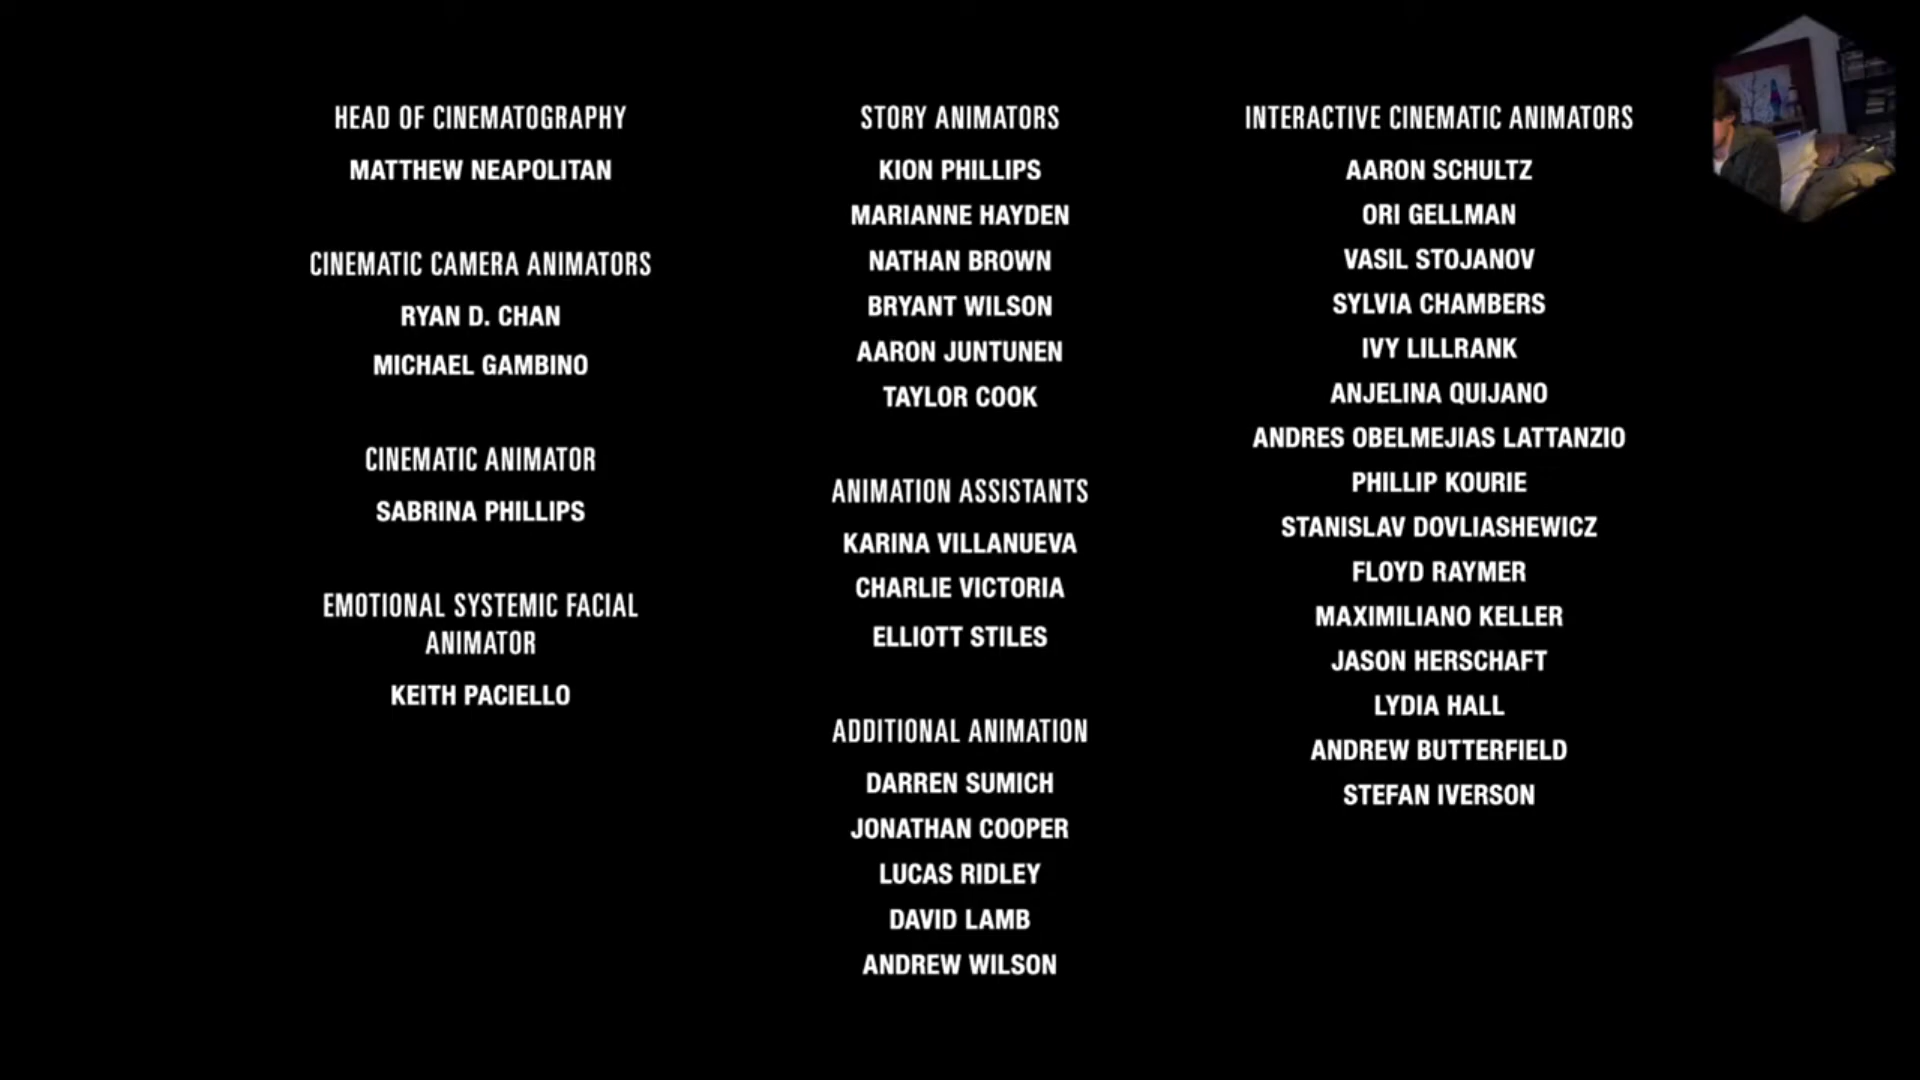 HEAD OF CINEMATOGRAPHY
MATTHEW NEAPOLITAN
CINEMATIC CAMERA ANIMATORS
RYAN D. CHAN
MICHAEL GAMBINO
CINEMATIC ANIMATOR
SABRINA PHILLIPS
EMOTIONAL SYSTEMIC FACIAL
ANIMATOR
KEITH PACIELLO
STORY ANIMATORS
KION PHILLIPS
MARIANNE HAYDEN
NATHAN BROWN
BRYANT WILSON
AARON JUNTUNEN
TAYLOR COOK
ANIMATION ASSISTANTS
KARINA VILLANUEVA
CHARLIE VICTORIA
ELLIOTT STILES
ADDITIONAL ANIMATION
DARREN SUMICH
JONATHAN COOPER
LUCAS RIDLEY
DAVID LAMB
ANDREW WILSON
INTERACTIVE CINEMATIC ANIMATORS
AARON SCHULTZ
ORI GELLMAN
VASIL STOJANOV
SYLVIA CHAMBERS
IVY LILLRANK
ANJELINA QUIJANO
ANDRES OBELMEJIAS LATTANZIO
PHILLIP KOURIE
STANISLAV DOVLIASHEWICZ
FLOYD RAYMER
MAXIMILIANO KELLER
JASON HERSCHAFT
LYDIA HALL
ANDREW BUTTERFIELD
STEFAN IVERSON